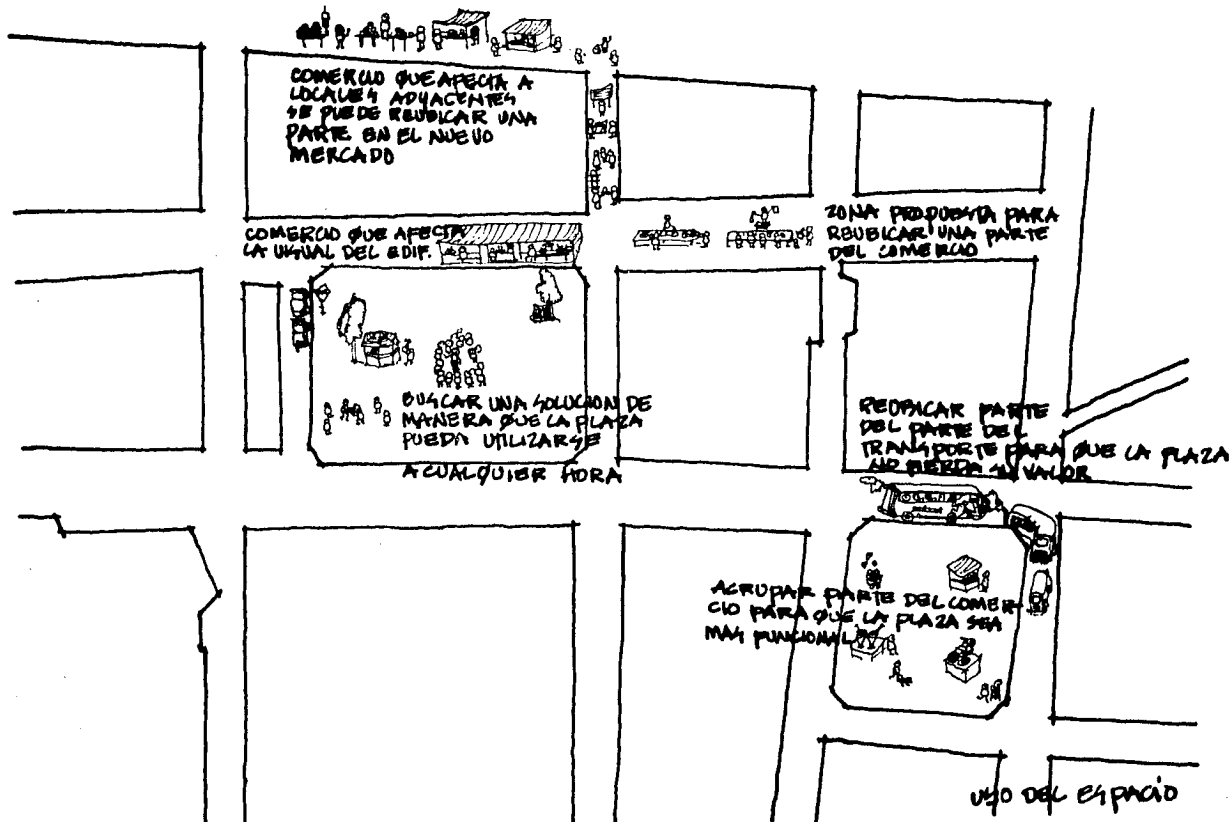 COMERCIO QUE AFECTA A
LOCALES ADYACENTES
SE PUEDE REUBICAR UNA
PARTE EN EL NUEVO
MERCADO
COMERCIO QUE AFECTA
LA VISUAL DEL EDIF.
ZONA PROPUESTA PARA
REUBICAR UNA PARTE
DEL COMERCIO
BUSCAR UNA SOLUCION DE
MANERA QUE LA PLAZA
PUEDA UTILIZARSE
A CUALQUIER HORA
REUBICAR PARTE
DEL PARTE DEL
TRANSPORTE PARA QUE LA PLAZA
NO PIERDA SU VALOR
AGRUPAR PARTE DEL COMER-
CIO PARA QUE LA PLAZA SEA
MAS FUNCIONAL
USO DEL ESPACIO